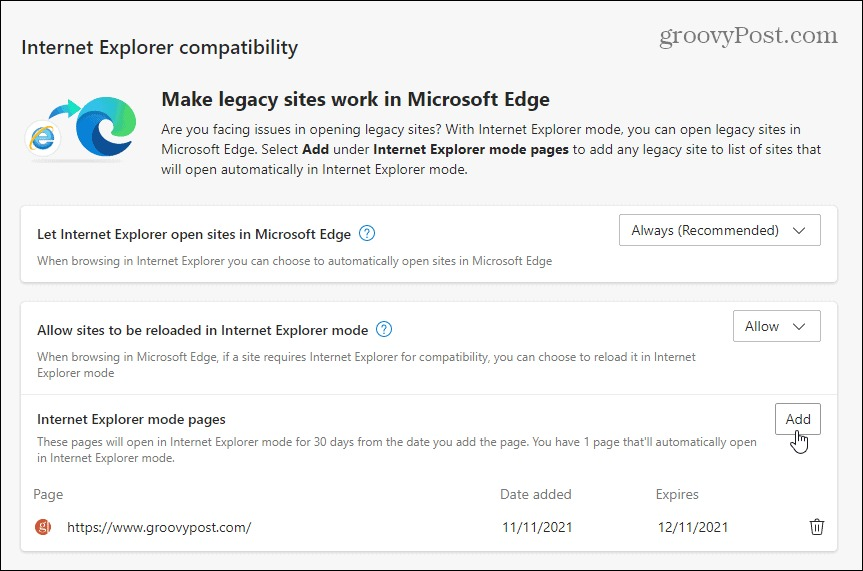 groovyPost.com
Internet Explorer compatibility
Make legacy sites work in Microsoft Edge
Are you facing issues in opening legacy sites? With Internet Explorer mode, you can open legacy sites in
Microsoft Edge. Select Add under Internet Explorer mode pages to add any legacy site to list of sites that
will open automatically in Internet Explorer mode.
Let Internet Explorer open sites in Microsoft Edge ?
Always (Recommended)
When browsing in Internet Explorer you can choose to automatically open sites in Microsoft Edge
Allow sites to be reloaded in Internet Explorer mode ?
Allow
When browsing in Microsoft Edge, if a site requires Internet Explorer for compatibility, you can choose to reload it in Internet
Explorer mode
Internet Explorer mode pages
Add
These pages will open in Internet Explorer mode for 30 days from the date you add the page. You have 1 page that'll automatically open
in Internet Explorer mode.
Page Date added Expires
g https://www.groovypost.com/ 11/11/2021 12/11/2021